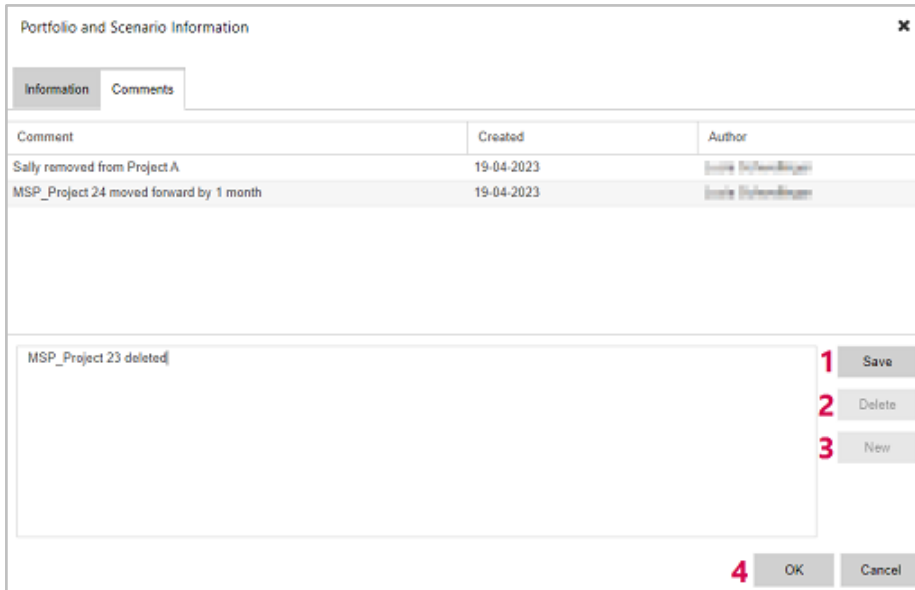 Portfolio and Scenario Information
Information Comments
Comment Created Author
Sally removed from Project A 19-04-2023
MSP_Project 24 moved forward by 1 month 19-04-2023
MSP_Project 23 deleted
1 Save
2 Delete
3 New
4 OK Cancel